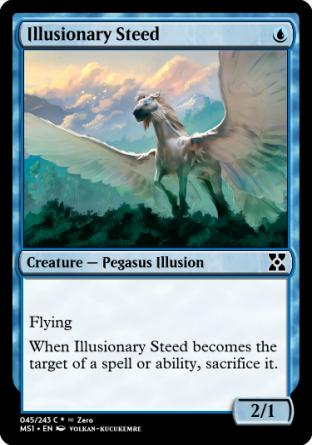 Illusionary Steed
Creature — Pegasus Illusion
Flying
When Illusionary Steed becomes the
target of a spell or ability, sacrifice it.
2/1
045/243 C * ∞ Zero
MS1 • EN VOLKAN-KUCUKEMRE